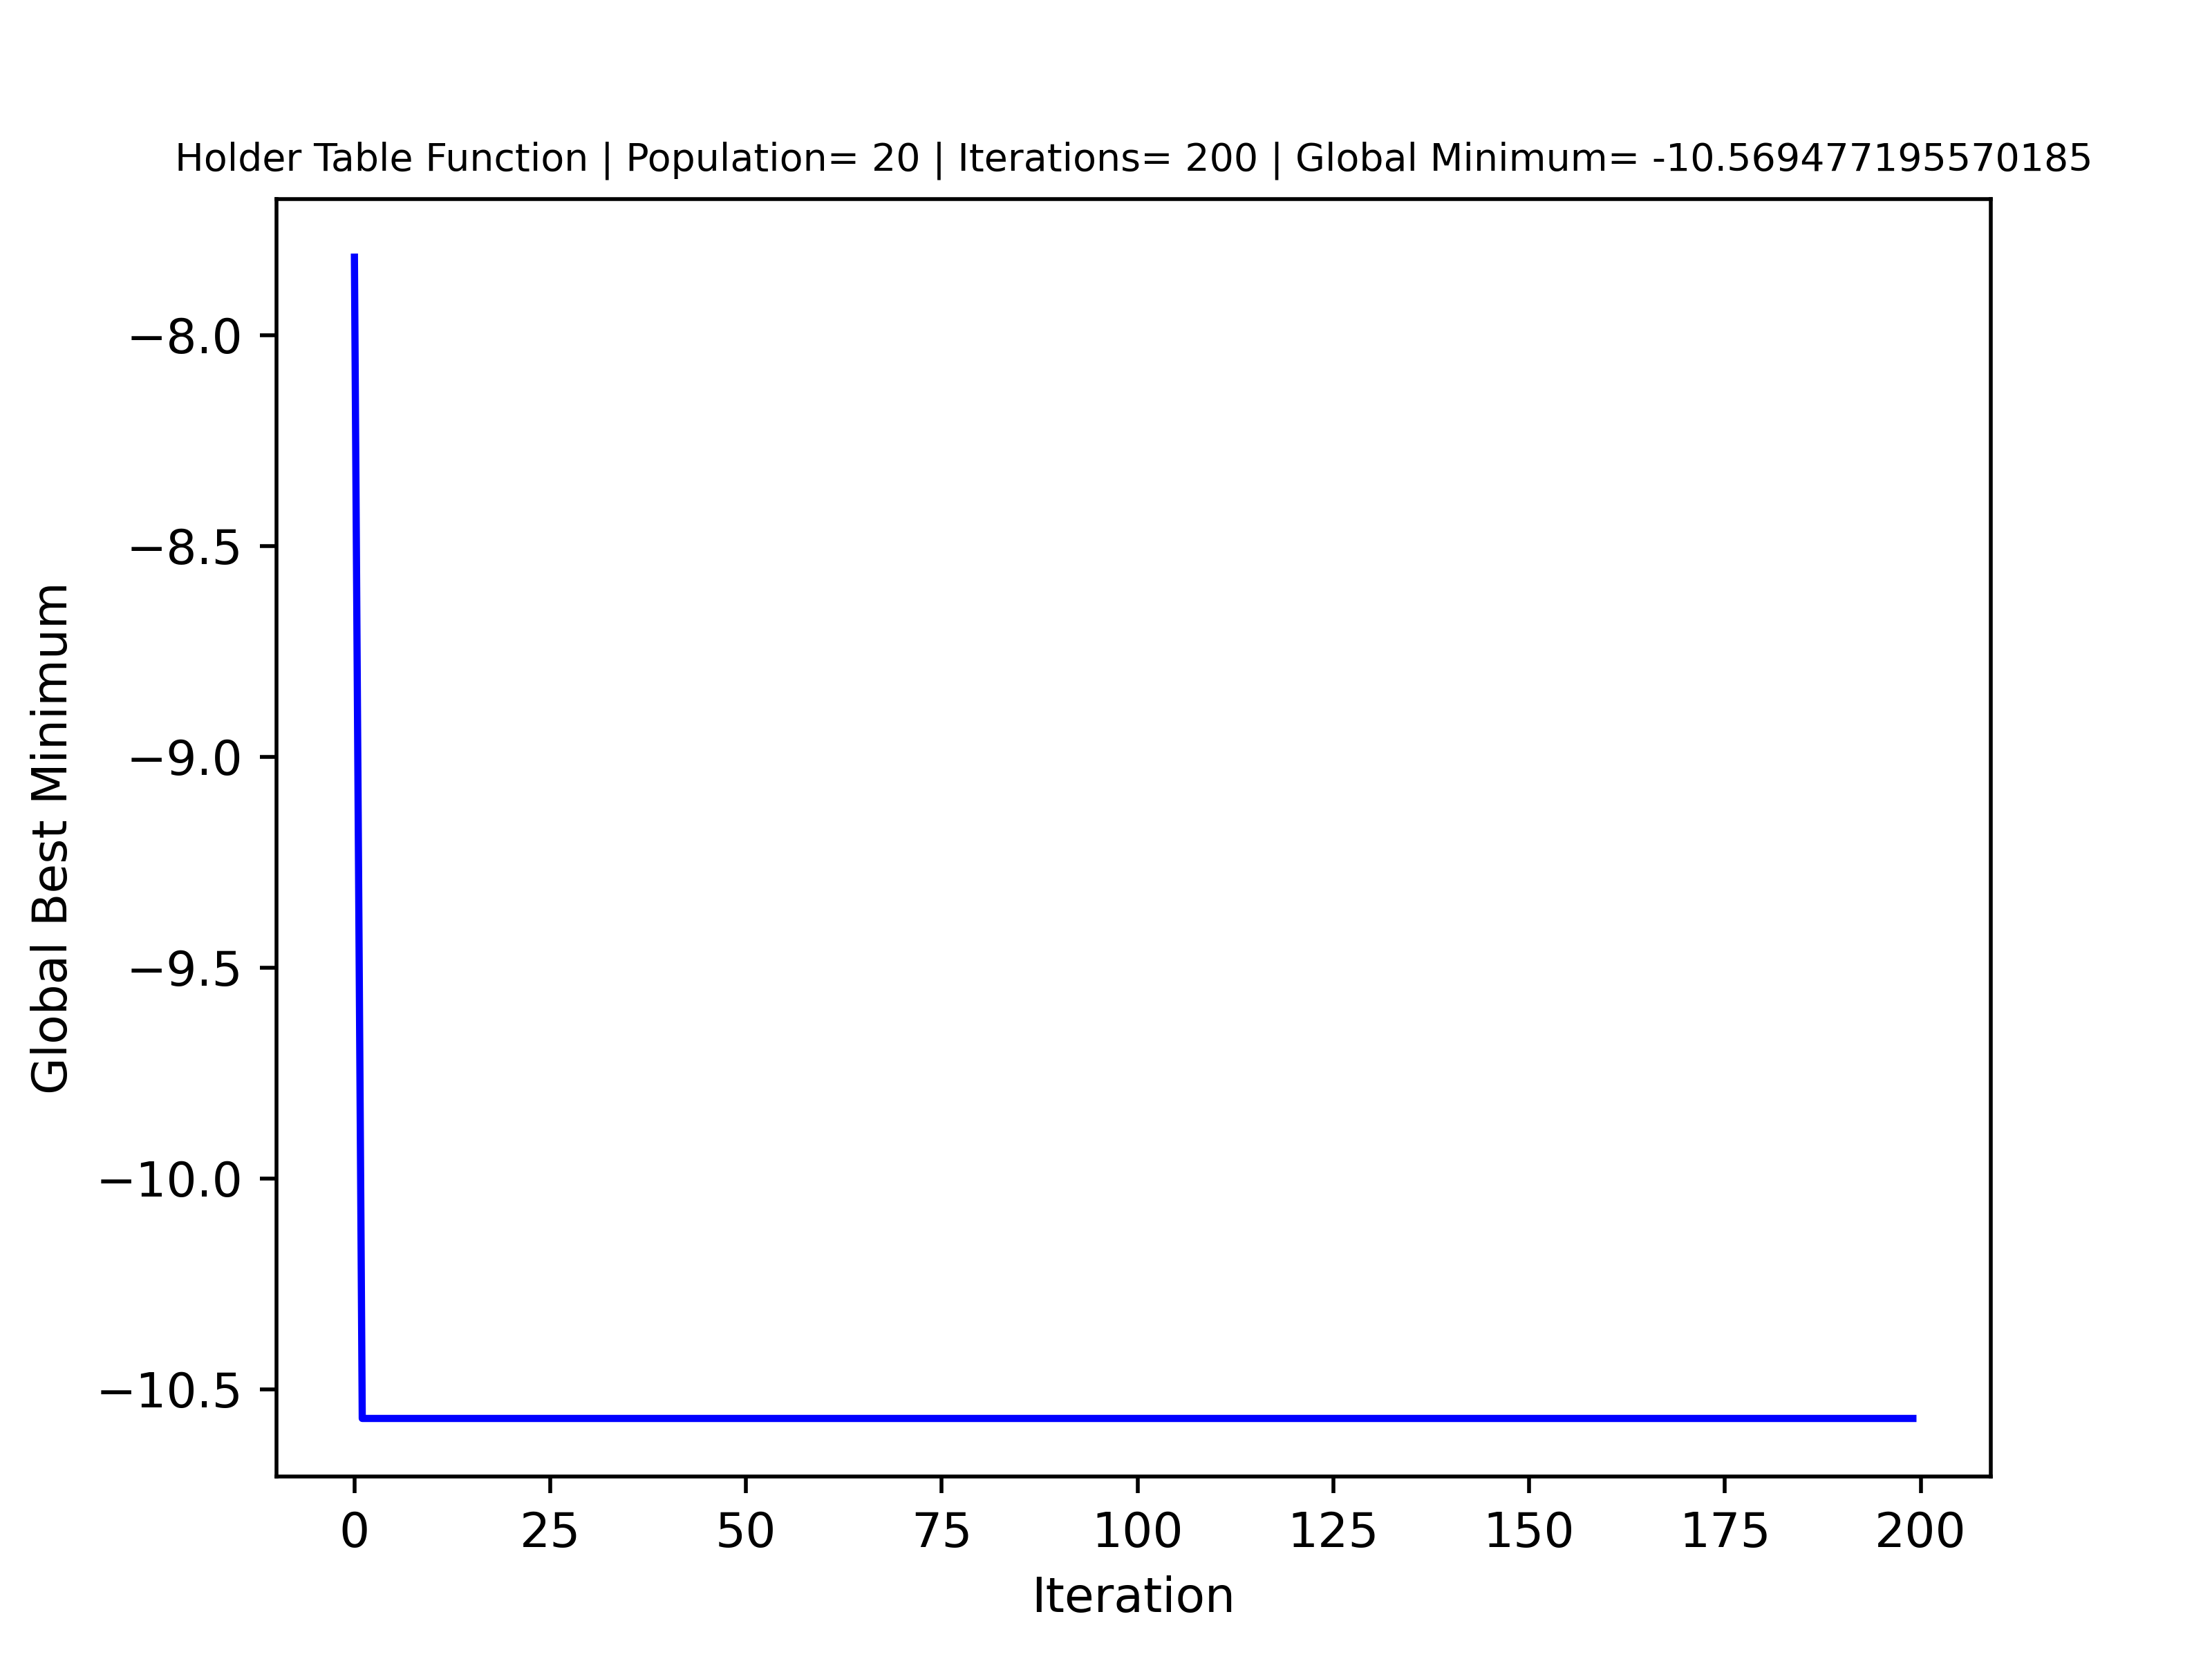 Holder Table Function | Population= 20 | Iterations= 200 | Global Minimum= -10.569477195570185
Global Best Minimum
−8.0
−8.5
−9.0
−9.5
−10.0
−10.5
0 25 50 75 100 125 150 175 200
Iteration